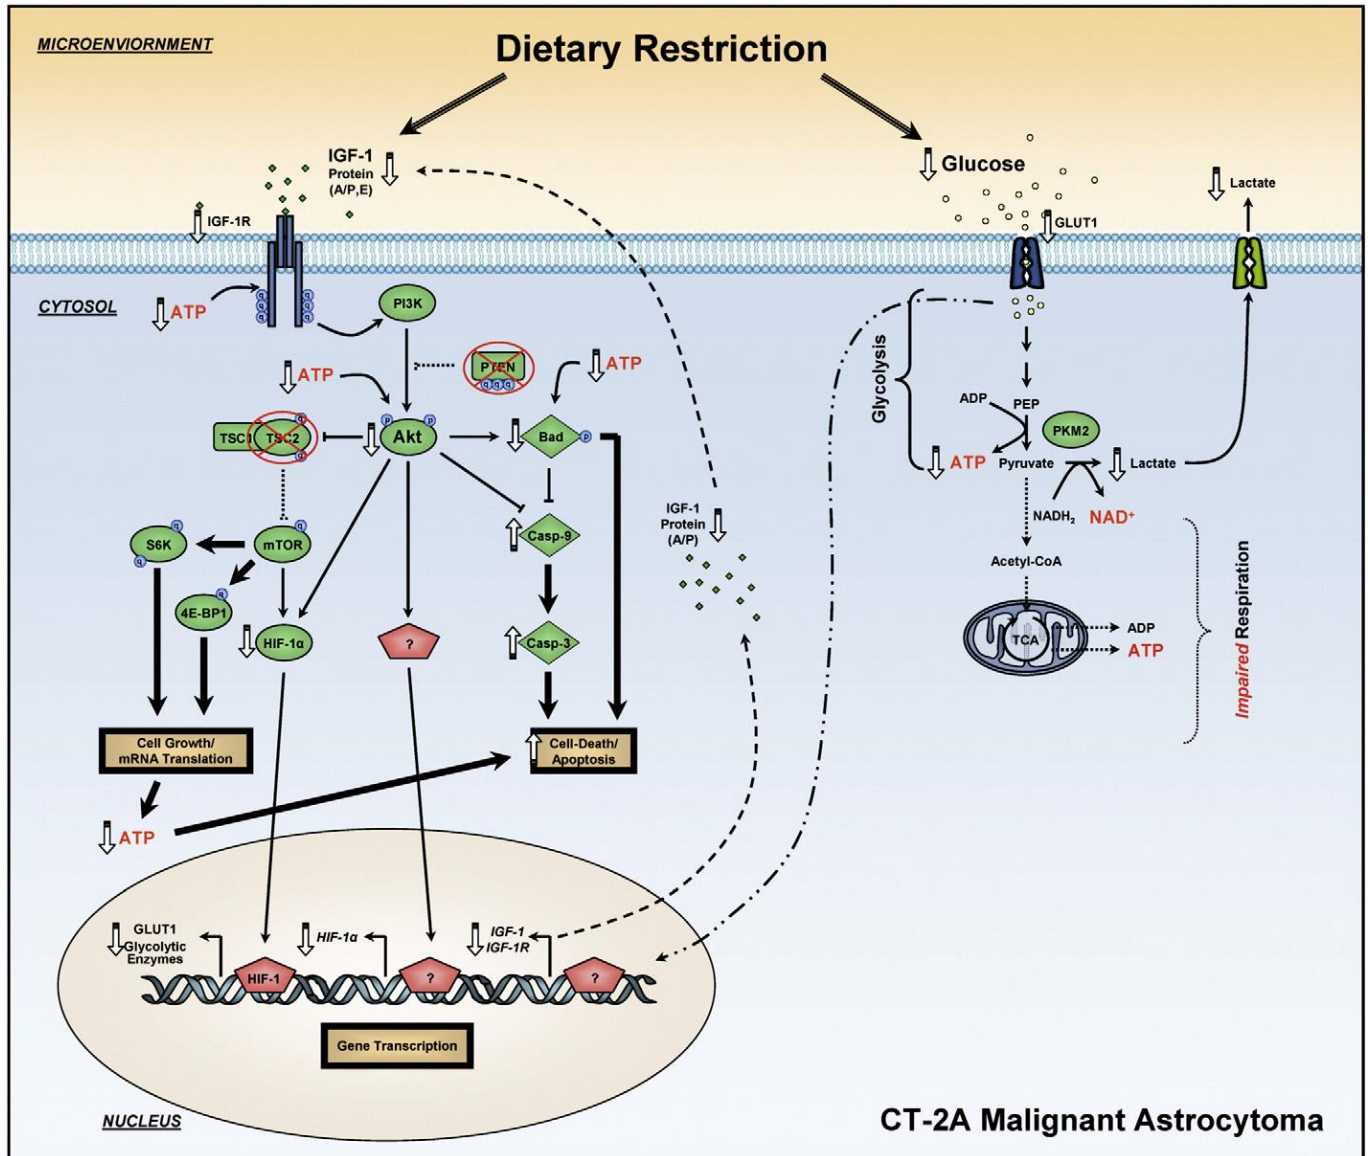 MICROENVIORNMENT
Dietary Restriction
IGF-1
Protein
(A/P,E)
Glucose
Lactate
IGF-1R
GLUT1
CYTOSOL
ATP
PI3K
ATP
PTEN
ATP
TSC1
TSC2
Akt
Bad
P
P
P
S6K
mTOR
4E-BP1
HIF-1α
?
Casp-9
Casp-3
IGF-1
Protein
(A/P)
Glycolysis
ADP
PEP
PKM2
ATP
Pyruvate
Lactate
NADH₂
NAD⁺
Acetyl-CoA
TCA
ADP
ATP
Impaired Respiration
Cell Growth/
mRNA Translation
Cell-Death/
Apoptosis
ATP
GLUT1
Glycolytic
Enzymes
HIF-1α
IGF-1
IGF-1R
HIF-1
?
?
Gene Transcription
NUCLEUS
CT-2A Malignant Astrocytoma